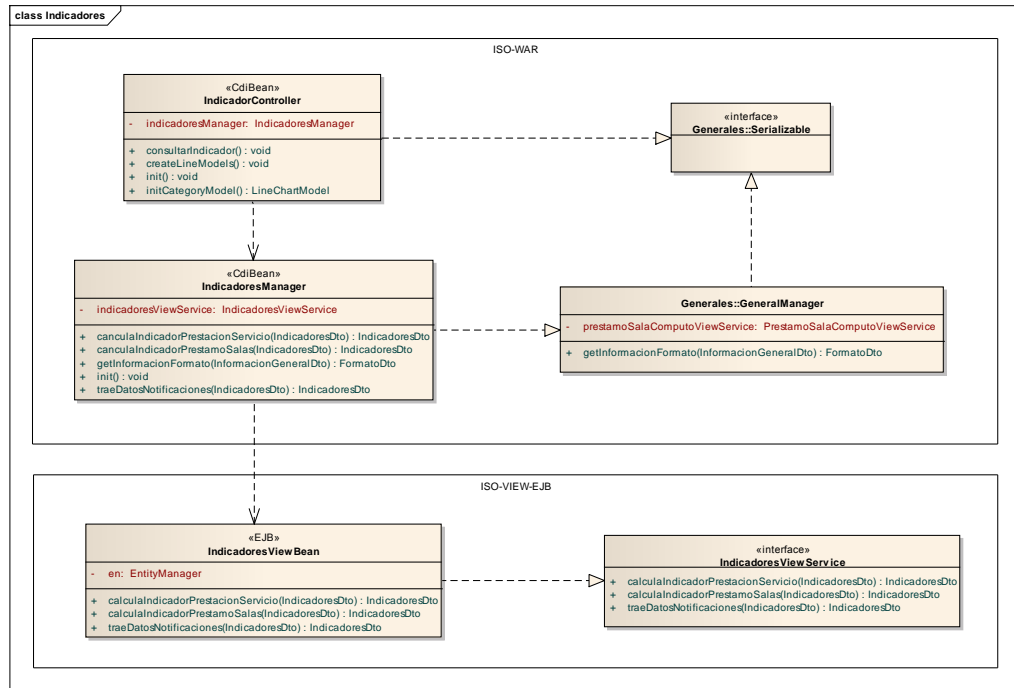 class Indicadores
ISO-WAR
«CdiBean»
IndicadorController
- indicadoresManager: IndicadoresManager
+ consultarIndicador() : void
+ createLineModels() : void
+ init() : void
+ initCategoryModel() : LineChartModel
«interface»
Generales::Serializable
«CdiBean»
IndicadoresManager
- indicadoresViewService: IndicadoresViewService
+ canculaIndicadorPrestacionServicio(IndicadoresDto) : IndicadoresDto
+ canculaIndicadorPrestamoSalas(IndicadoresDto) : IndicadoresDto
+ getInformacionFormato(InformacionGeneralDto) : FormatoDto
+ init() : void
+ traeDatosNotificaciones(IndicadoresDto) : IndicadoresDto
Generales::GeneralManager
- prestamoSalaComputoViewService: PrestamoSalaComputoViewService
+ getInformacionFormato(InformacionGeneralDto) : FormatoDto
ISO-VIEW-EJB
«EJB»
IndicadoresViewBean
- en: EntityManager
+ calculaIndicadorPrestacionServicio(IndicadoresDto) : IndicadoresDto
+ calculaIndicadorPrestamoSalas(IndicadoresDto) : IndicadoresDto
+ traeDatosNotificaciones(IndicadoresDto) : IndicadoresDto
«interface»
IndicadoresViewService
+ calculaIndicadorPrestacionServicio(IndicadoresDto) : IndicadoresDto
+ calculaIndicadorPrestamoSalas(IndicadoresDto) : IndicadoresDto
+ traeDatosNotificaciones(IndicadoresDto) : IndicadoresDto